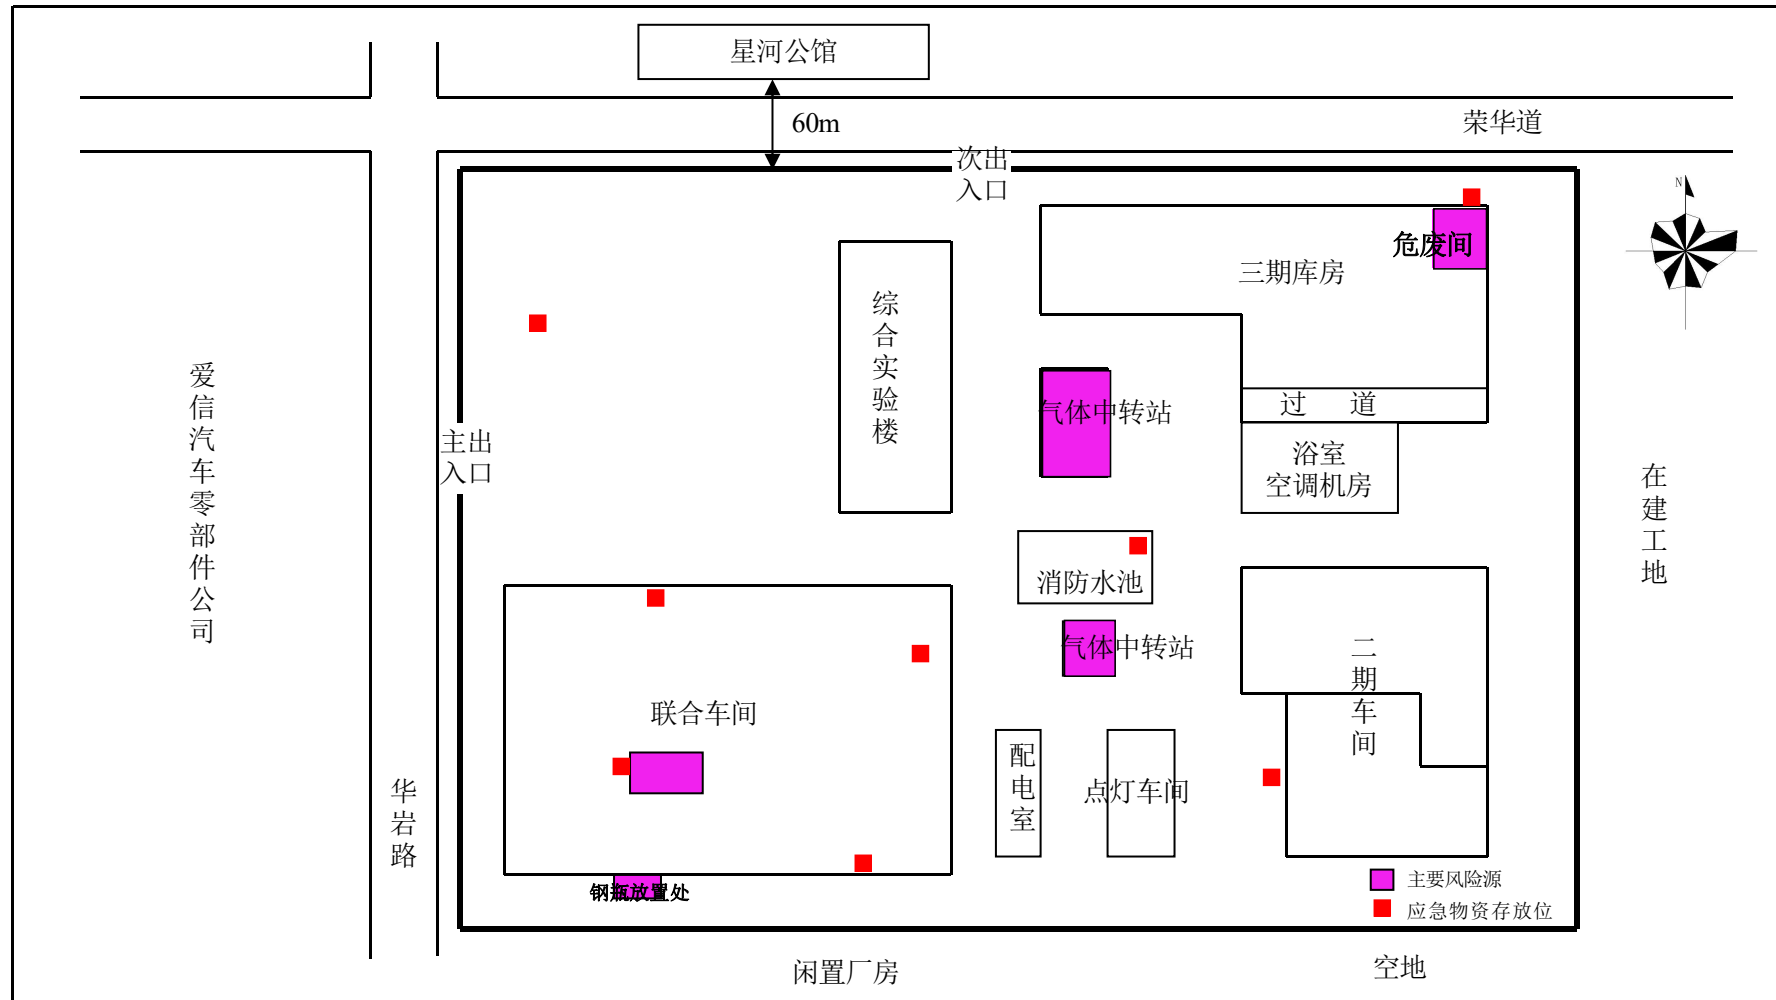 星河公馆
60m
荣华道
次出
入口
N
危废间
三期库房
综合实验楼
气体中转站
过 道
浴室
空调机房
主出
入口
爱信汽车零部件公司
在建工地
消防水池
气体中转站
二期车间
联合车间
配电室
点灯车间
华岩路
钢瓶放置处
主要风险源
应急物资存放位
闲置厂房
空地